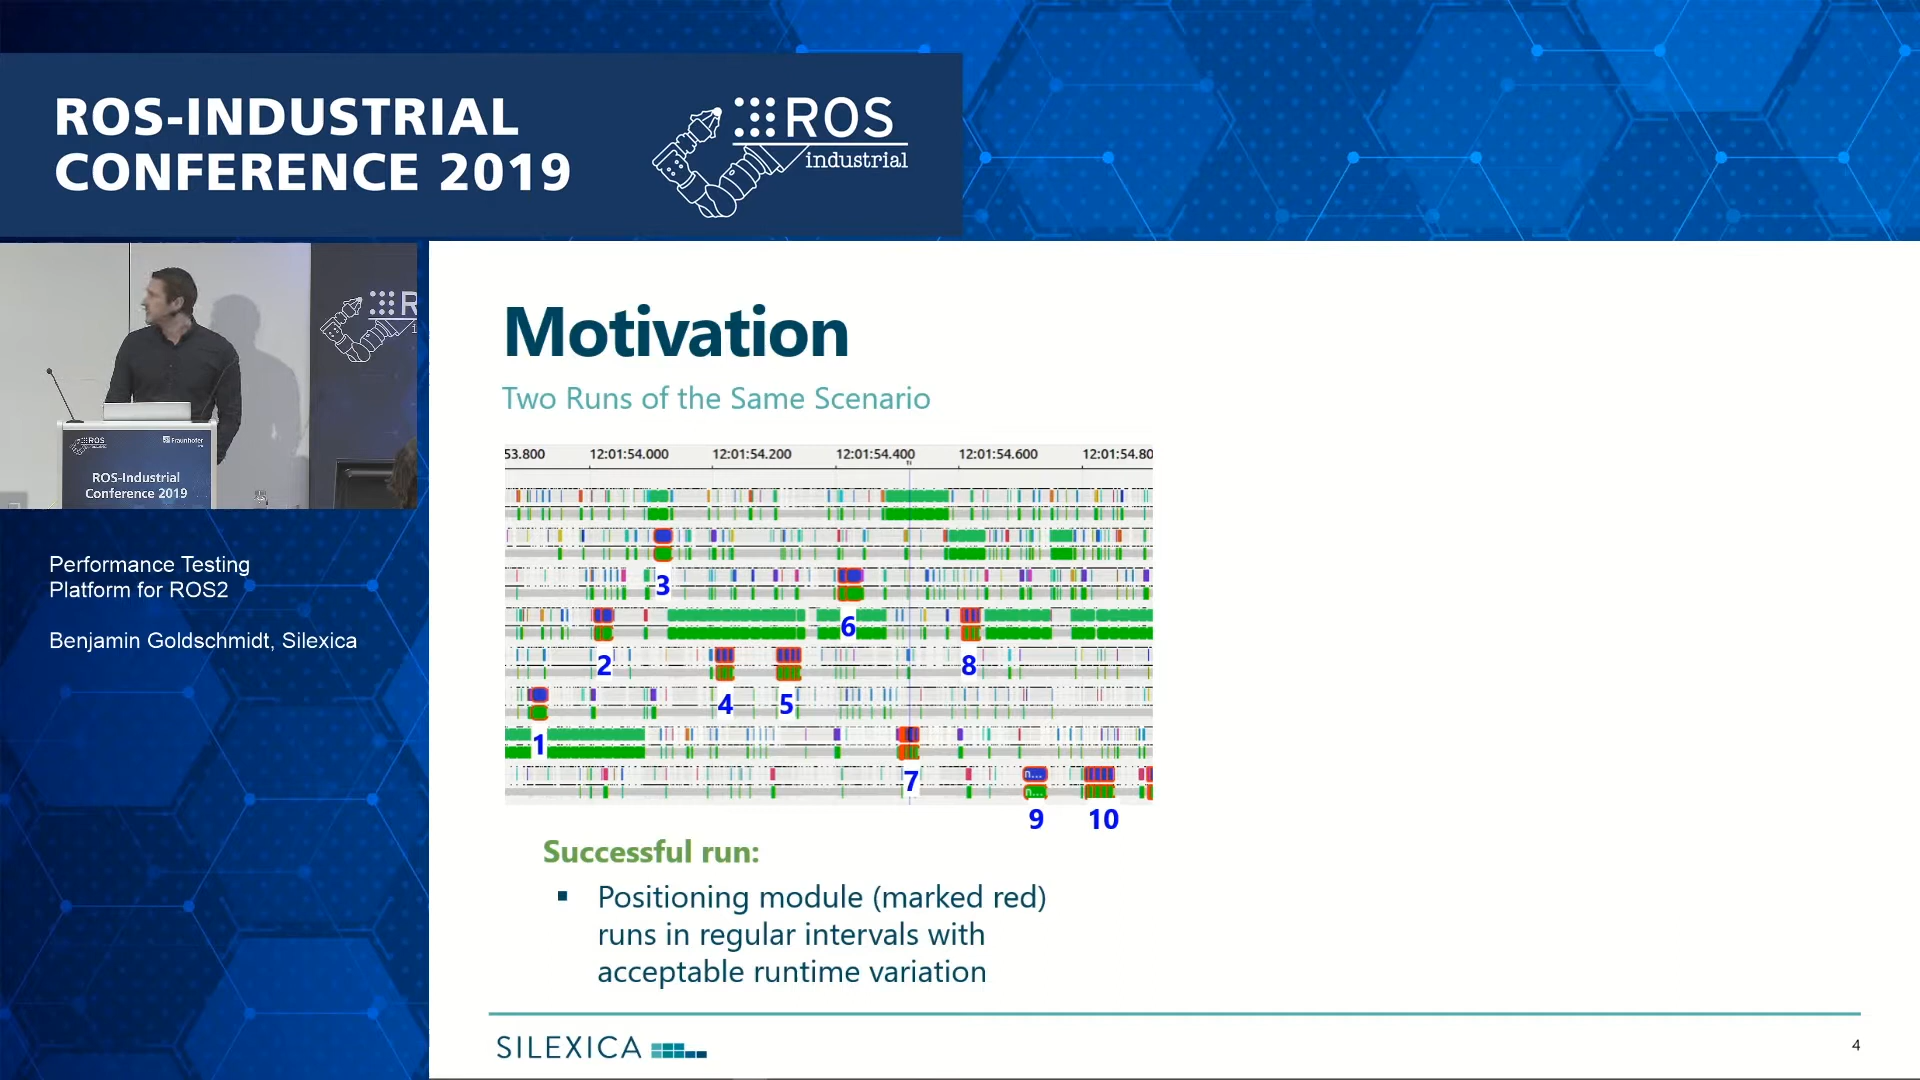 ROS-INDUSTRIAL
CONFERENCE 2019
ROS
industrial
ROS
Fraunhofer
ROS-Industrial
Conference 2019
Performance Testing
Platform for ROS2
Benjamin Goldschmidt, Silexica
Motivation
Two Runs of the Same Scenario
53.800 12:01:54.000 12:01:54.200 12:01:54.400 12:01:54.600 12:01:54.80
3
6
2
8
4
5
1
7
n...
n...
9
10
Successful run:
▪ Positioning module (marked red)
runs in regular intervals with
acceptable runtime variation
SILEXICA
4